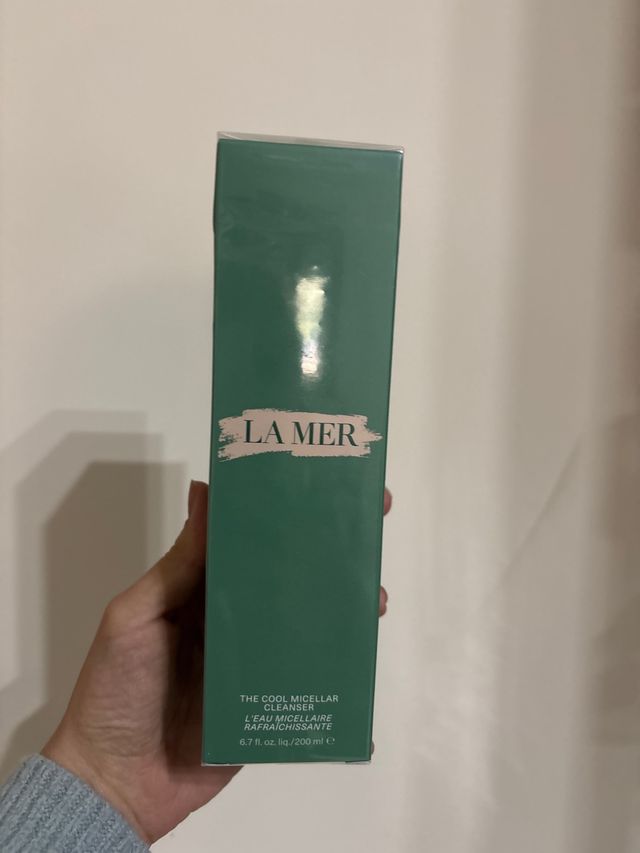 LA MER
THE COOL MICELLAR
CLEANSER
L'EAU MICELLAIRE
RAFRAÎCHISSANTE
6.7 fl. oz. liq./200 ml ℮